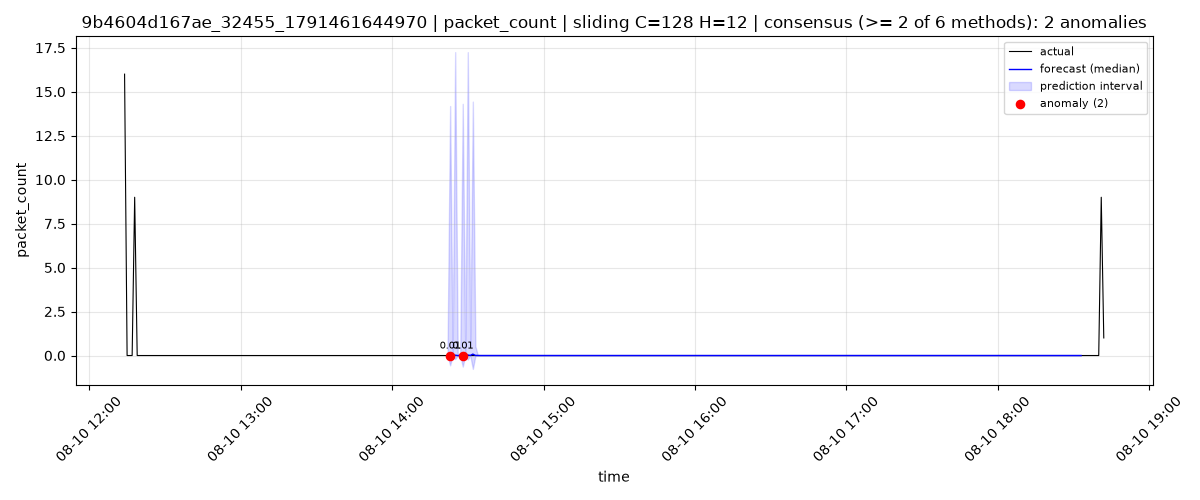 9b4604d167ae_32455_1791461644970 | packet_count | sliding C=128 H=12 | consensus (>= 2 of 6 methods): 2 anomalies
17.5
15.0
12.5
10.0
7.5
5.0
2.5
0.0
packet_count
actual
forecast (median)
prediction interval
anomaly (2)
0.01
08-10 12:00
08-10 13:00
08-10 14:00
08-10 15:00
08-10 16:00
08-10 17:00
08-10 18:00
08-10 19:00
time